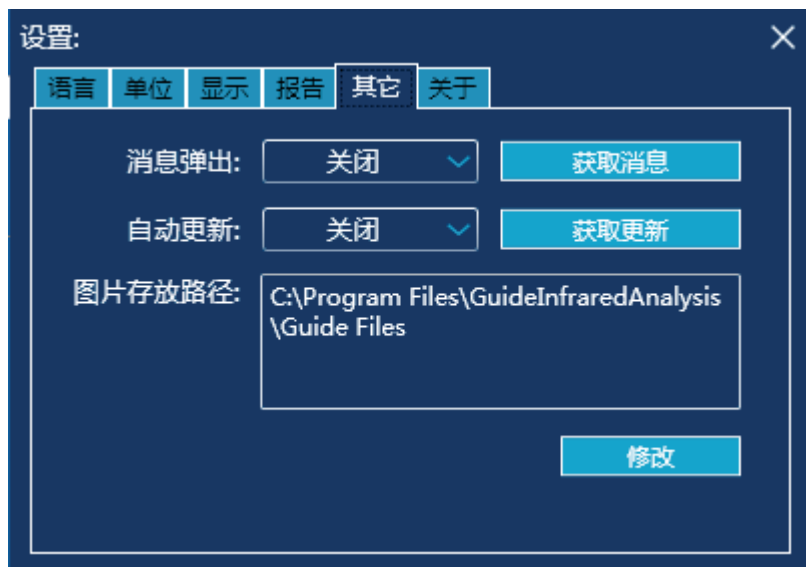 设置:
语言 单位 显示 报告 其它 关于
消息弹出: 关闭 获取消息
自动更新: 关闭 获取更新
图片存放路径: C:\Program Files\GuideInfraredAnalysis
\Guide Files
修改